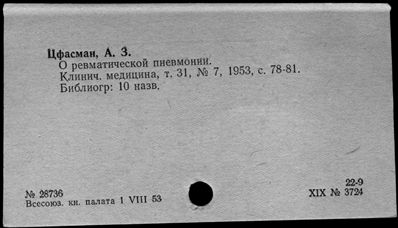 Цфасман, А. З.
О ревматической пневмонии.
Клинич. медицина, т. 31, № 7, 1953, с. 78-81.
Библиогр: 10 назв.
22-9
№ 28736
XIX № 3724
Всесоюз. кн. палата 1 VIII 53